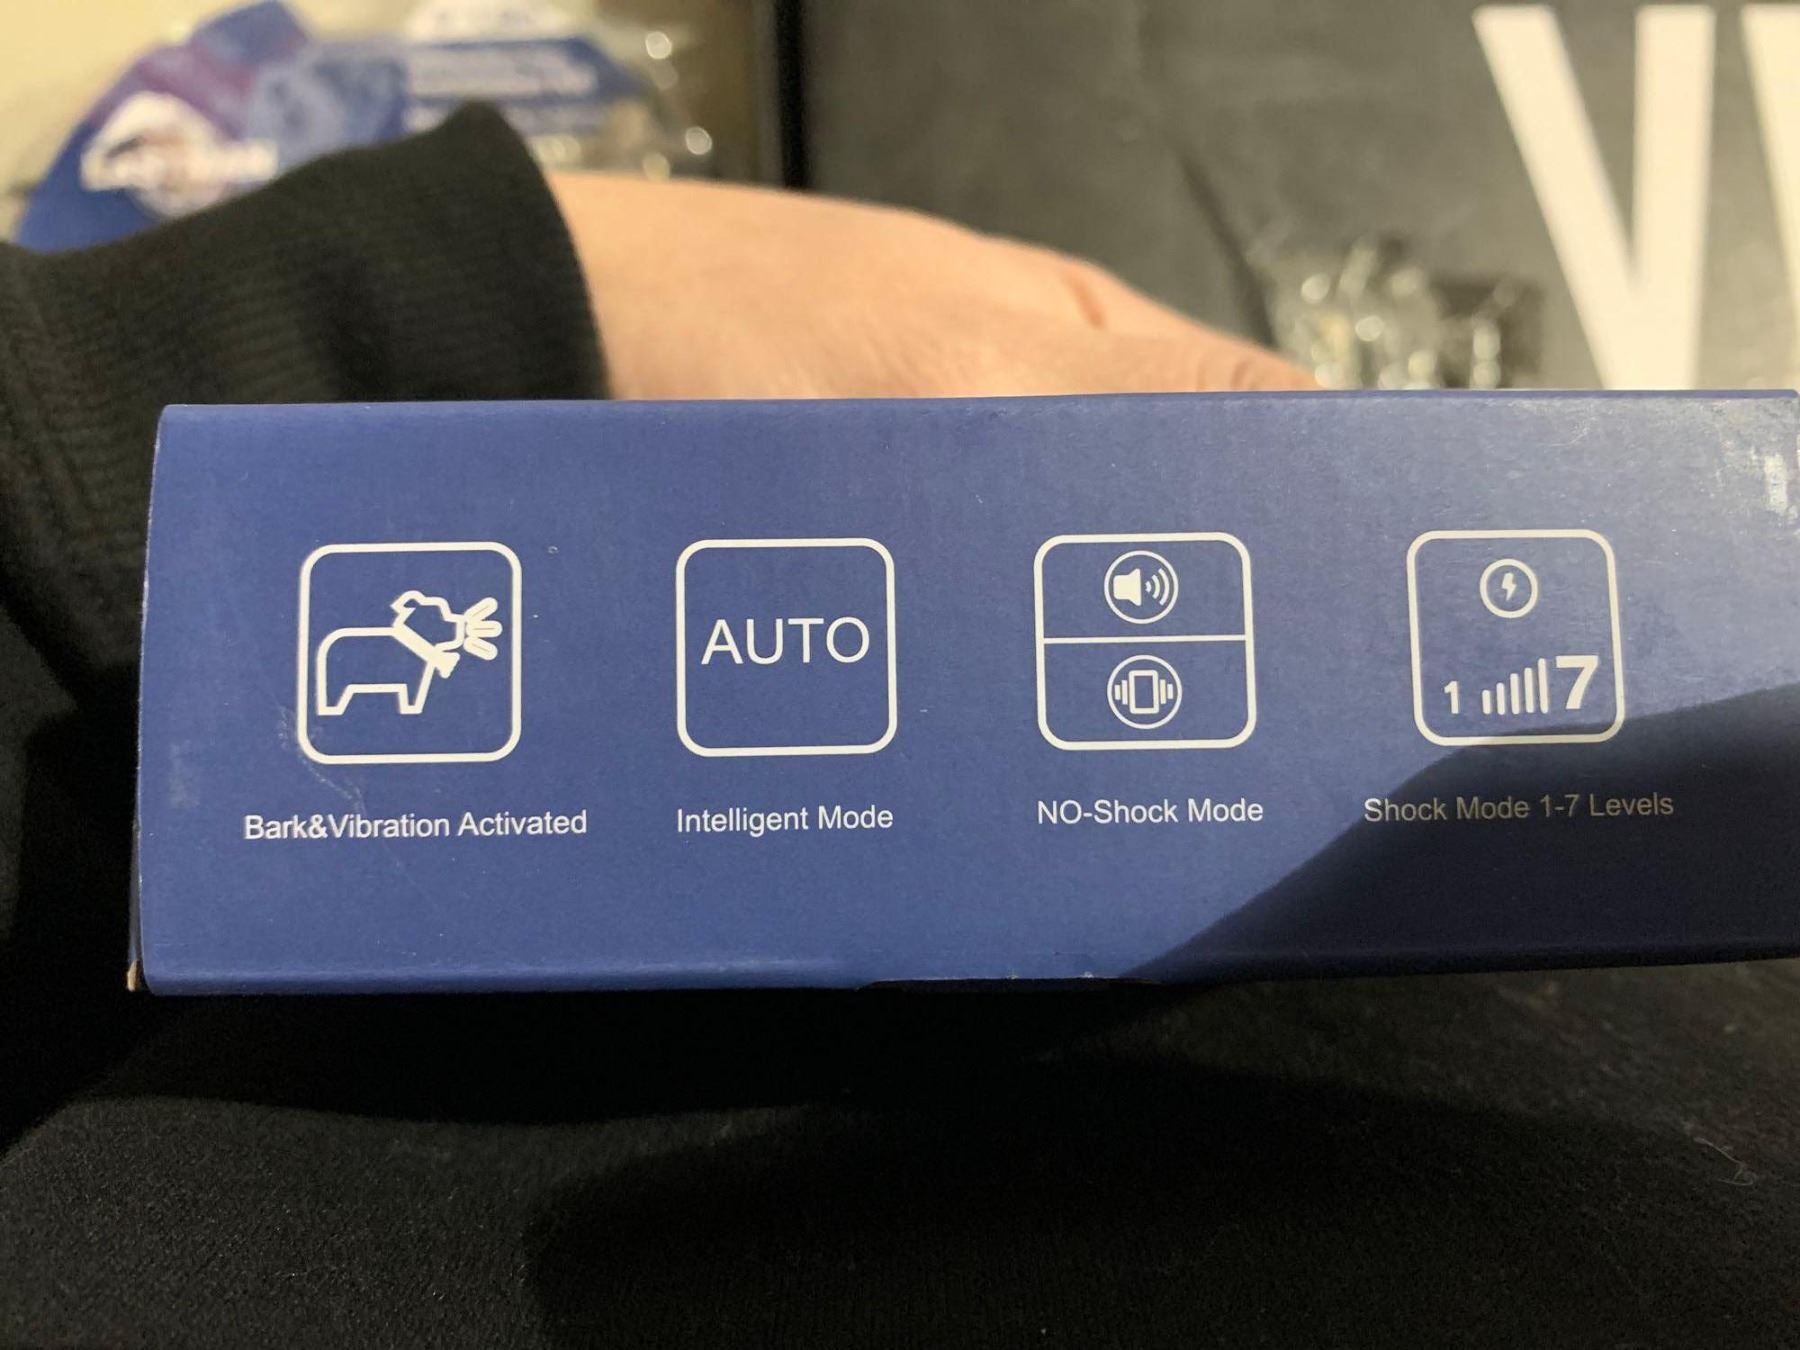 AUTO
1 7
Bark&Vibration Activated
Intelligent Mode
NO-Shock Mode
Shock Mode 1-7 Levels